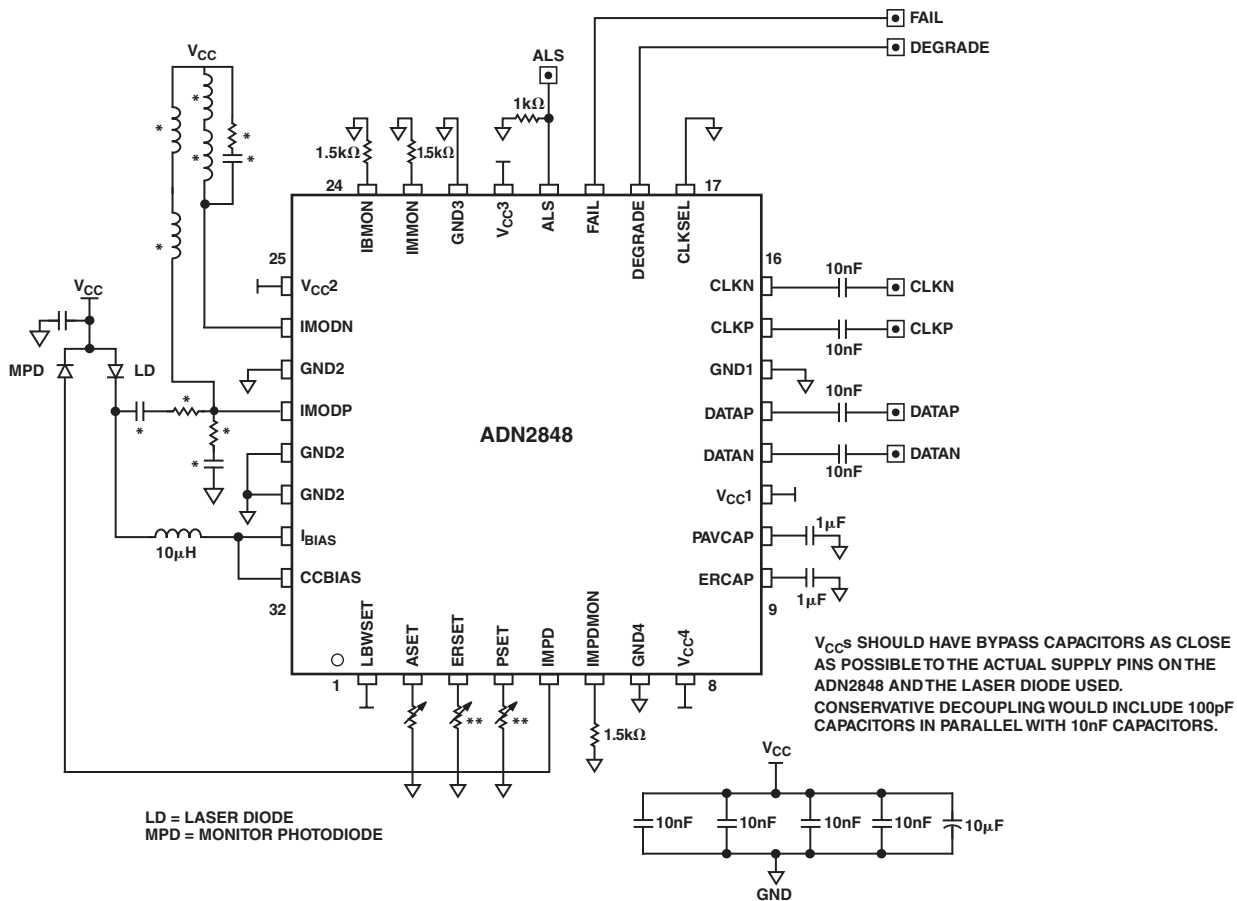 FAIL
DEGRADE
VCC
ALS
1kΩ
1.5kΩ
1.5kΩ
*
*
*
*
*
*
24
17
IBMON
IMMON
GND3
VCC3
ALS
FAIL
DEGRADE
CLKSEL
25
16
VCC2
IMODN
GND2
IMODP
GND2
GND2
IBIAS
CCBIAS
32
VCC
MPD
LD
*
*
*
*
10μH
ADN2848
CLKN
CLKP
GND1
DATAP
DATAN
VCC1
PAVCAP
ERCAP
9
10nF
CLKN
CLKP
10nF
10nF
DATAP
DATAN
10nF
1μF
1μF
LBWSET
ASET
ERSET
PSET
IMPD
IMPDMON
GND4
VCC4
1
8
**
**
1.5kΩ
VCCs SHOULD HAVE BYPASS CAPACITORS AS CLOSE
AS POSSIBLE TO THE ACTUAL SUPPLY PINS ON THE
ADN2848 AND THE LASER DIODE USED.
CONSERVATIVE DECOUPLING WOULD INCLUDE 100pF
CAPACITORS IN PARALLEL WITH 10nF CAPACITORS.
LD = LASER DIODE
MPD = MONITOR PHOTODIODE
VCC
10nF
10nF
10nF
10nF
10μF
GND